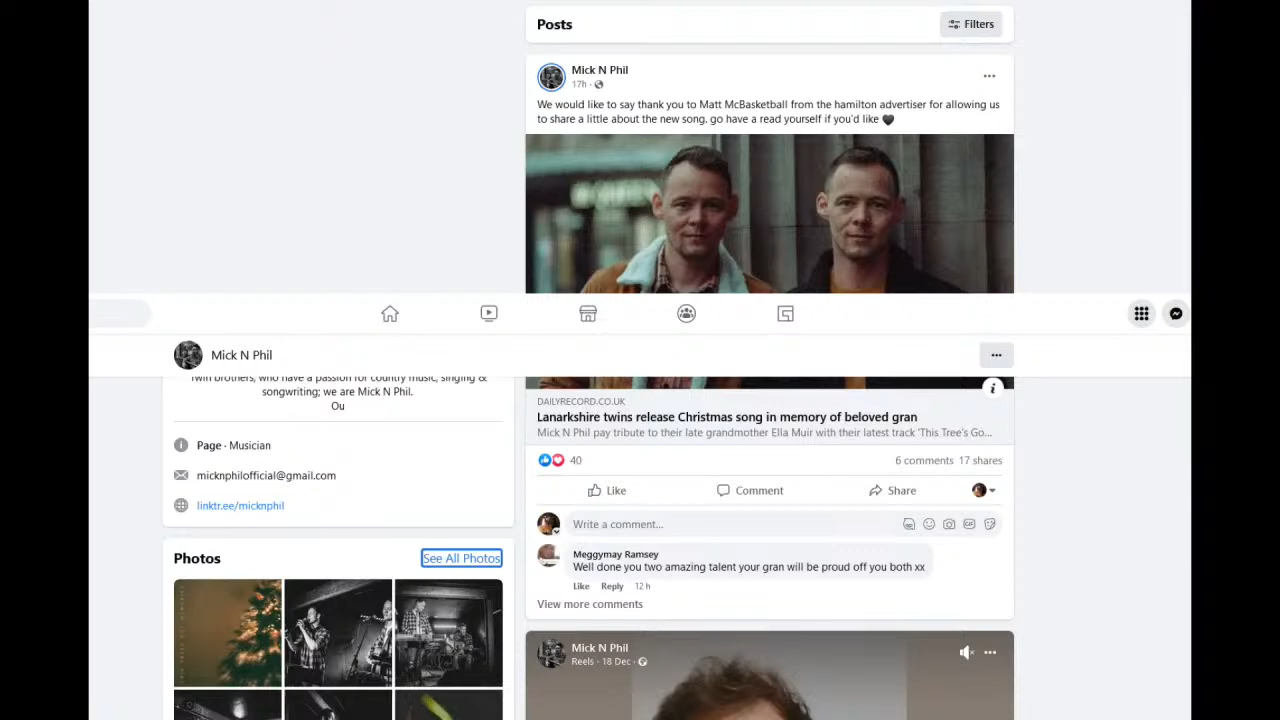 Posts
Filters
Mick N Phil
17h ·
We would like to say thank you to Matt McBasketball from the hamilton advertiser for allowing us
to share a little about the new song. go have a read yourself if you'd like
Mick N Phil
Twin brothers, who have a passion for country music, singing &
songwriting; we are Mick N Phil.
Ou
Page · Musician
micknphilofficial@gmail.com
linktr.ee/micknphil
Photos
See All Photos
DAILYRECORD.CO.UK
Lanarkshire twins release Christmas song in memory of beloved gran
Mick N Phil pay tribute to their late grandmother Ella Muir with their latest track 'This Tree's Go...
40
6 comments 17 shares
Like
Comment
Share
Write a comment...
GIF
Meggymay Ramsey
Well done you two amazing talent your gran will be proud off you both xx
Like Reply 12 h
View more comments
Mick N Phil
Reels · 18 Dec ·